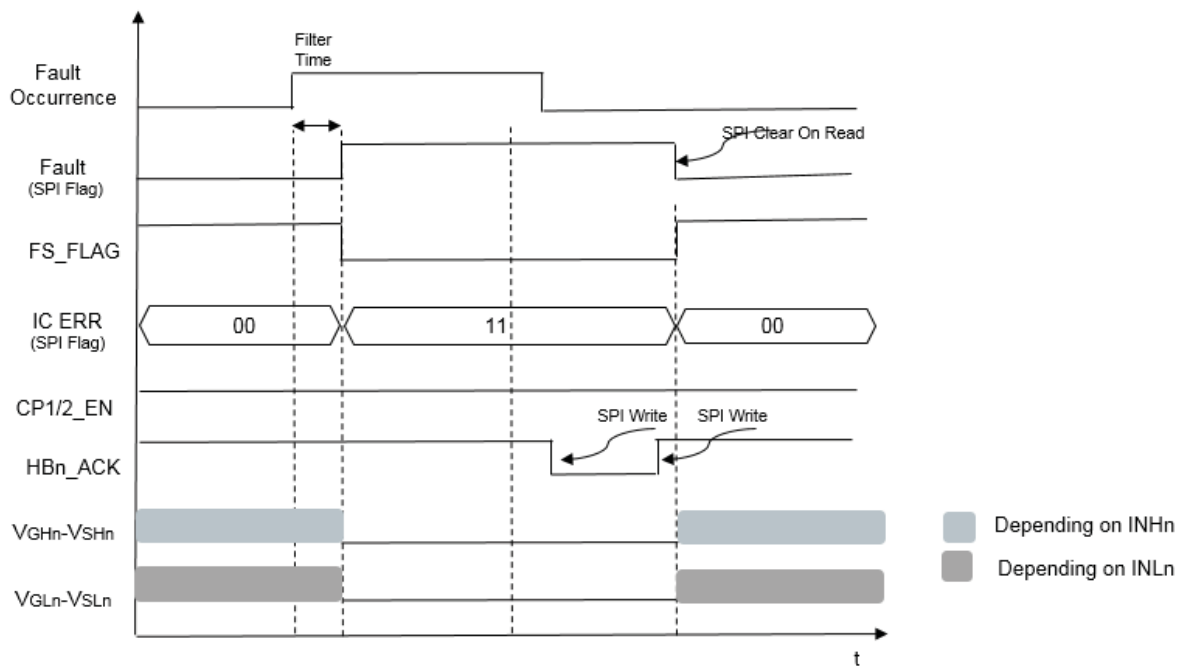 Filter
Time
Fault
Occurrence
SPI Clear On Read
Fault
(SPI Flag)
FS_FLAG
IC ERR
(SPI Flag)
00
11
00
CP1/2_EN
SPI Write
SPI Write
HBn_ACK
VGHn-VSHn
Depending on INHn
VGLn-VSLn
Depending on INLn
t